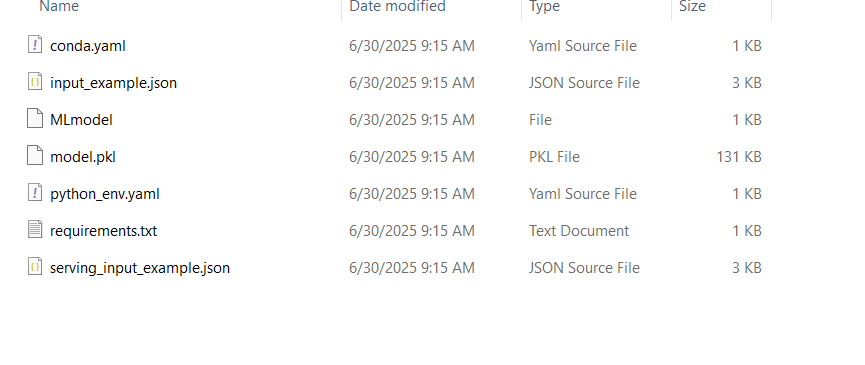 Name Date modified Type Size
conda.yaml 6/30/2025 9:15 AM Yaml Source File 1 KB
input_example.json 6/30/2025 9:15 AM JSON Source File 3 KB
MLmodel 6/30/2025 9:15 AM File 1 KB
model.pkl 6/30/2025 9:15 AM PKL File 131 KB
python_env.yaml 6/30/2025 9:15 AM Yaml Source File 1 KB
requirements.txt 6/30/2025 9:15 AM Text Document 1 KB
serving_input_example.json 6/30/2025 9:15 AM JSON Source File 3 KB